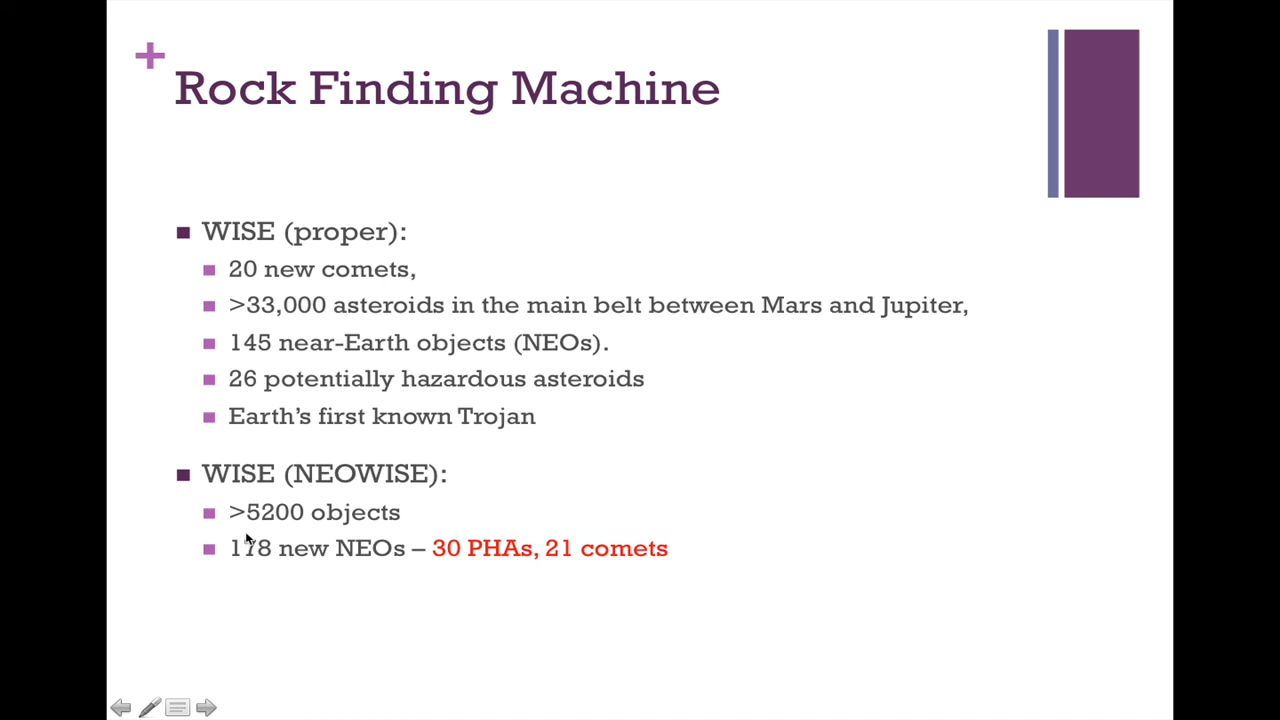 Rock Finding Machine
WISE (proper):
20 new comets,
>33,000 asteroids in the main belt between Mars and Jupiter,
145 near-Earth objects (NEOs).
26 potentially hazardous asteroids
Earth’s first known Trojan
WISE (NEOWISE):
>5200 objects
178 new NEOs – 30 PHAs, 21 comets